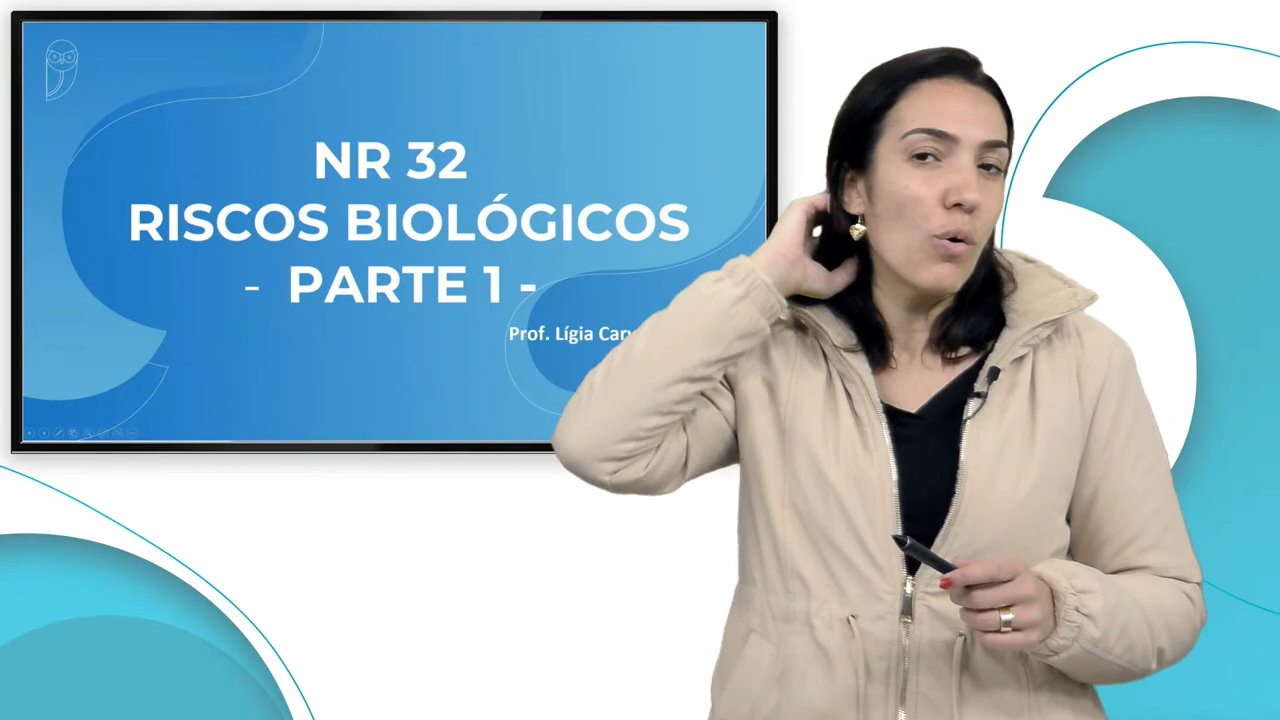 NR 32
RISCOS BIOLÓGICOS
- PARTE 1 -
Prof. Lígia